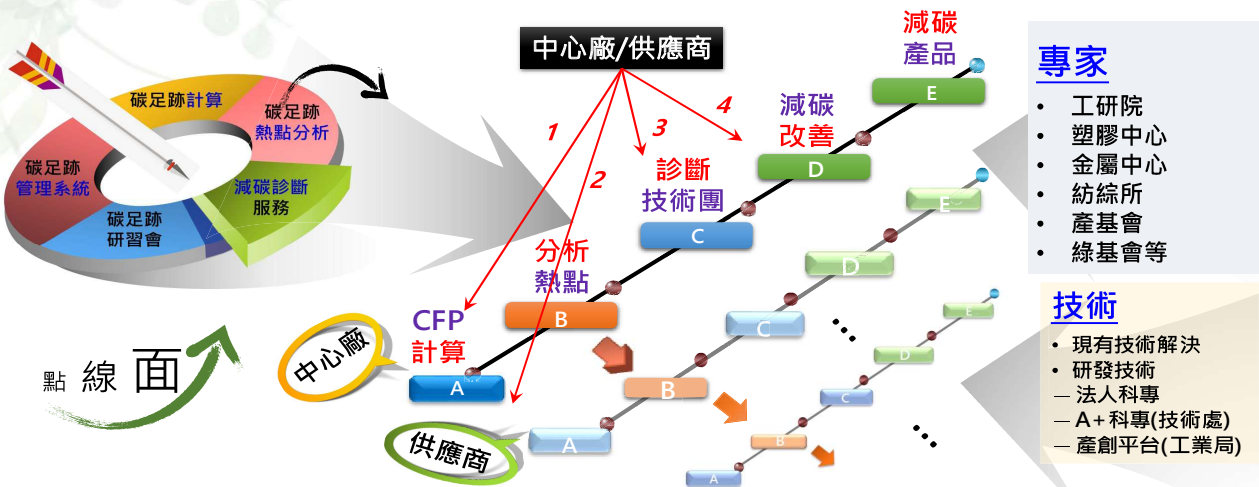 碳足跡計算
碳足跡
熱點分析
碳足跡
管理系統
減碳診斷
服務
碳足跡
研習會
點 線 面
中心廠/供應商
1
2
3
4
CFP
計算
分析
熱點
診斷
技術團
減碳
改善
減碳
產品
A
B
C
D
E
中心廠
供應商
A
B
C
D
E
A
B
C
D
E
專家
• 工研院
• 塑膠中心
• 金屬中心
• 紡綜所
• 產基會
• 綠基會等
技術
• 現有技術解決
• 研發技術
— 法人科專
— A+科專(技術處)
— 產創平台(工業局)